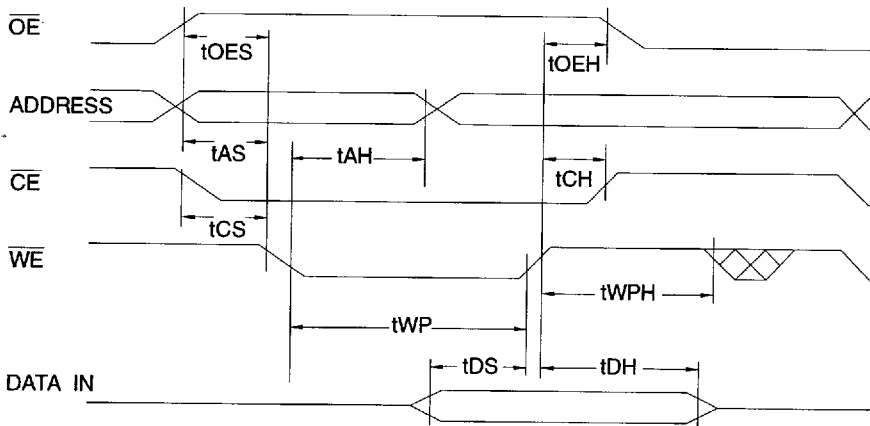 OE
tOES
tOEH
ADDRESS
tAS
tAH
CE
tCH
tCS
WE
tWPH
tWP
tDS
tDH
DATA IN